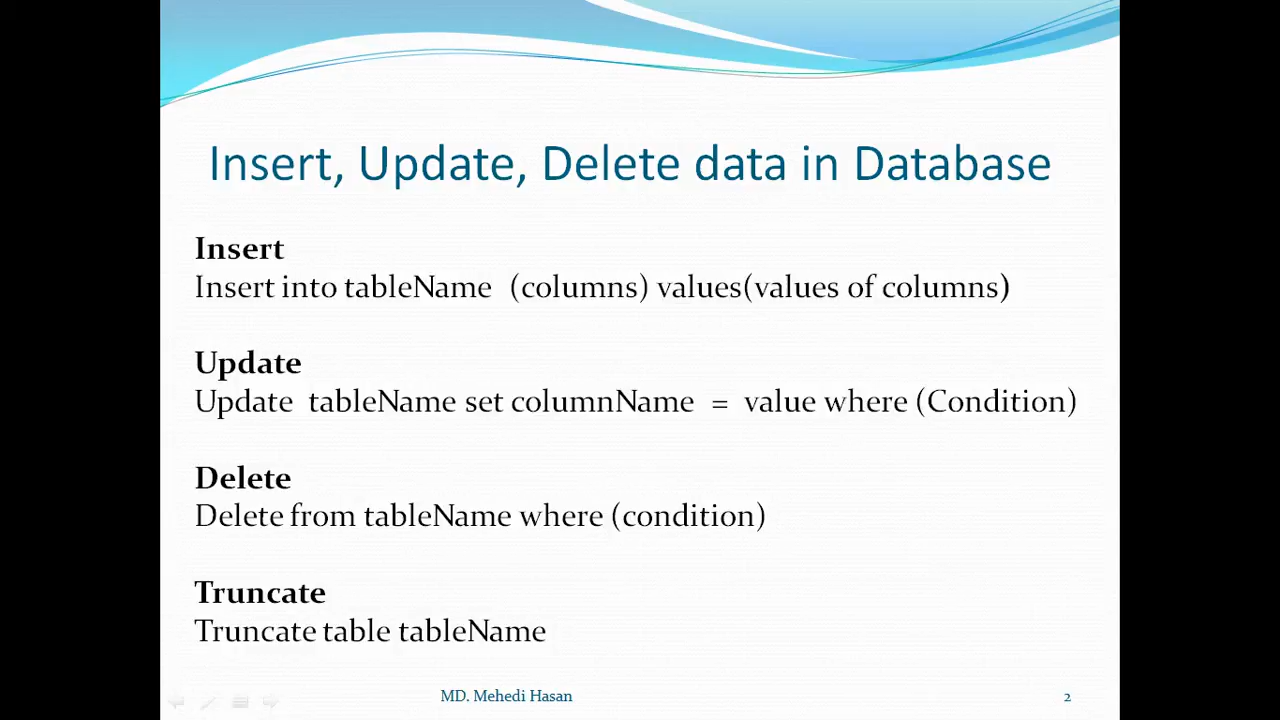 Insert, Update, Delete data in Database
Insert
Insert into tableName (columns) values(values of columns)
Update
Update tableName set columnName = value where (Condition)
Delete
Delete from tableName where (condition)
Truncate
Truncate table tableName
MD. Mehedi Hasan
2